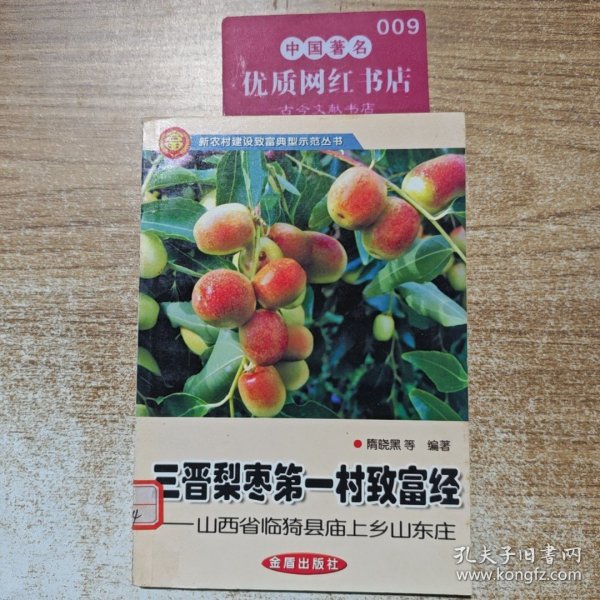 009
中国著名
优质网红书店
古今文献书店
新农村建设致富典型示范丛书
隋晓黑 等 编著
三晋梨枣第一村致富经
——山西省临猗县庙上乡山东庄
4
金盾出版社
孔夫子旧书网
www.kongfz.com